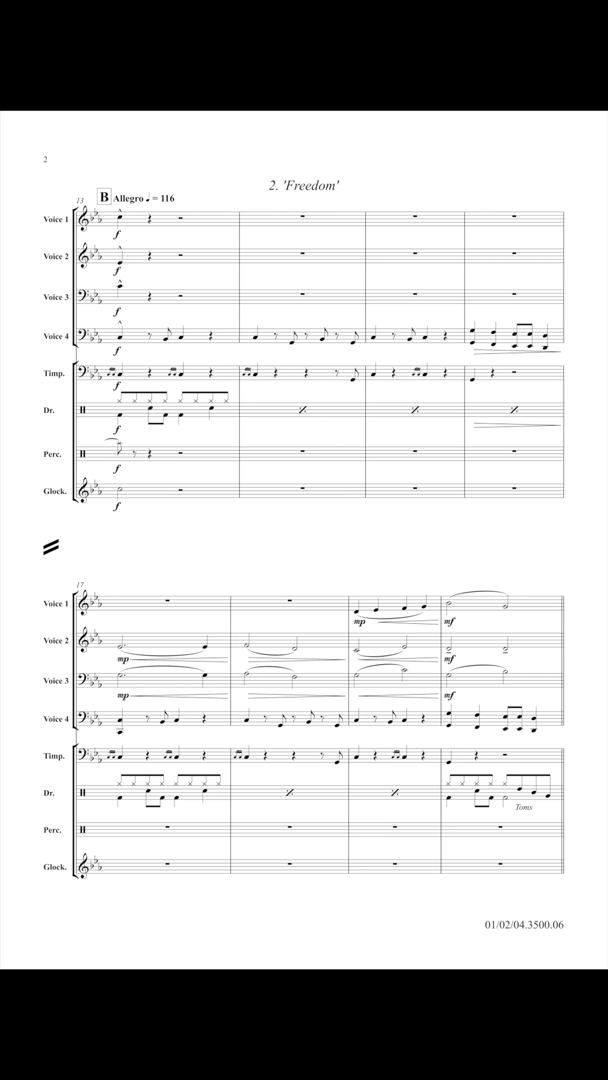 2
2. 'Freedom'
13
B Allegro ♩ = 116
Voice 1
f
Voice 2
f
Voice 3
f
Voice 4
f
Timp.
f
Dr.
f
Perc.
f
Glock.
f
17
Voice 1
mp mf
Voice 2
mp mf
Voice 3
mp mf
Voice 4
Timp.
Dr.
Toms
Perc.
Glock.
01/02/04.3500.06